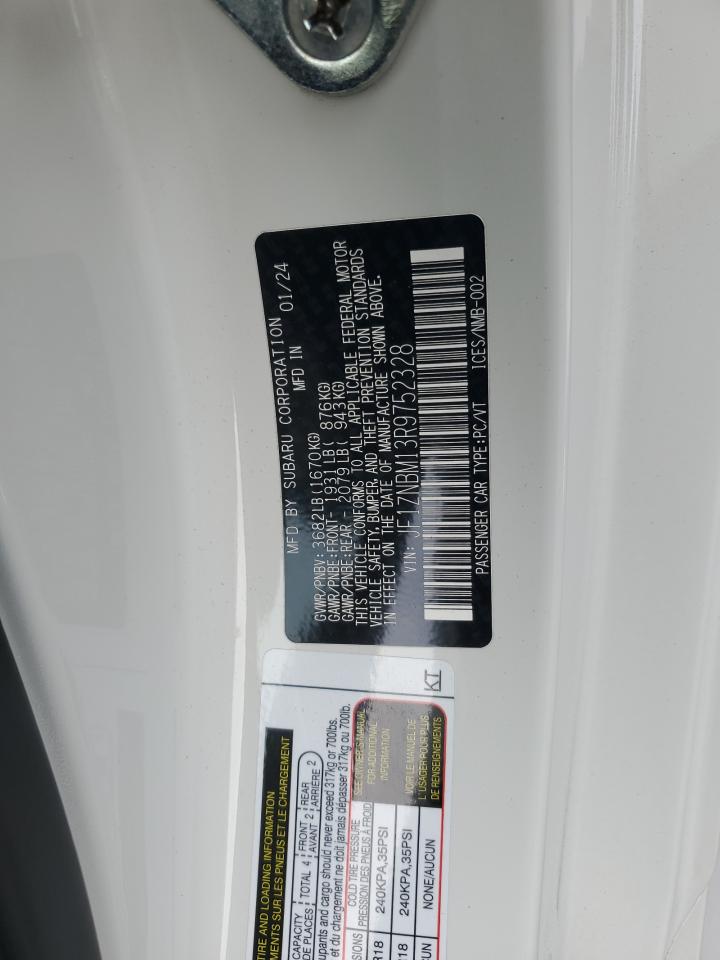 MFD BY SUBARU CORPORATION
MFD IN 01/24
GVWR/PNBV: 3682LB(1670KG)
GAWR/PNBE:FRONT- 1931LB( 876KG)
GAWR/PNBE:REAR - 2079LB( 943KG)
THIS VEHICLE CONFORMS TO ALL APPLICABLE FEDERAL MOTOR
VEHICLE SAFETY, BUMPER, AND THEFT PREVENTION STANDARDS
IN EFFECT ON THE DATE OF MANUFACTURE SHOWN ABOVE.
VIN: JF1ZNBM13R9752328
PASSENGER CAR TYPE:PC/VT ICES/NMB-002
TIRE AND LOADING INFORMATION
SUR LES PNEUS ET LE CHARGEMENT
CAPACITY
DE PLACES TOTAL 4 FRONT 2 REAR
AVANT 2 ARRIÈRE 2
and cargo should never exceed 317kg or 700lbs.
et du chargement ne doit jamais dépasser 317kg ou 700lb.
COLD TIRE PRESSURE
PRESSION DES PNEUS À FROID
240KPA,35PSI
240KPA,35PSI
NONE/AUCUN
SEE OWNER'S MANUAL
FOR ADDITIONAL
INFORMATION
VOIR LE MANUEL DE
L'USAGER POUR PLUS
DE RENSEIGNEMENTS
KT